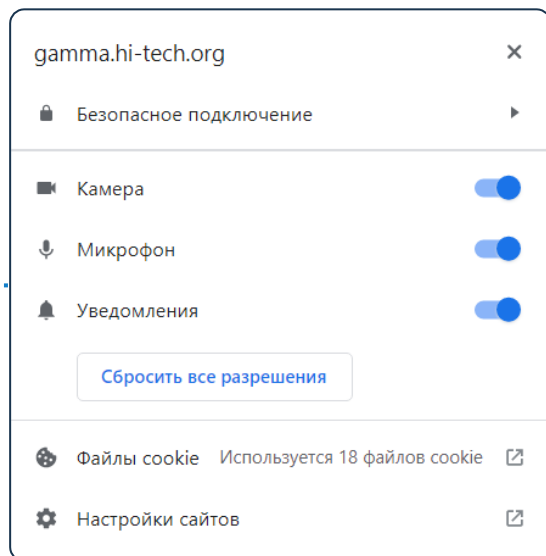 gamma.hi-tech.org
Безопасное подключение
Камера
Микрофон
Уведомления
Сбросить все разрешения
Файлы cookie Используется 18 файлов cookie
Настройки сайтов